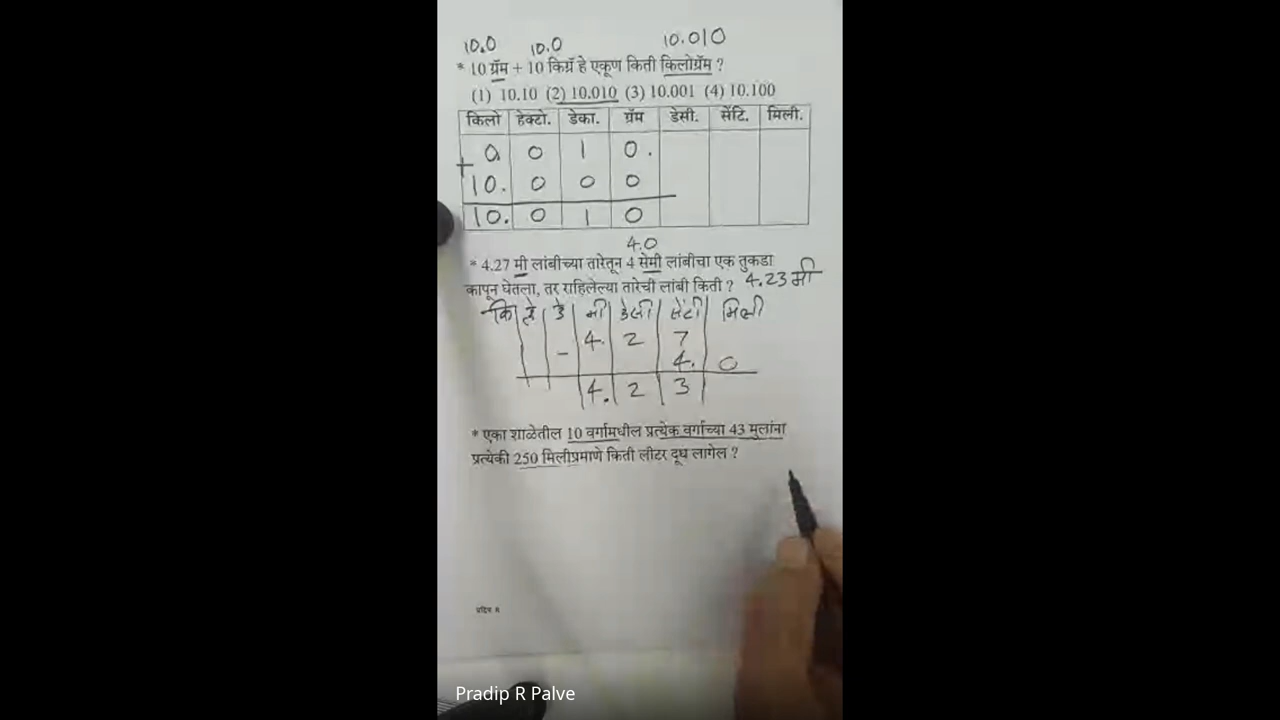 10.0 10.0 10.010
* 10 ग्रॅम + 10 किग्रॅ हे एकूण किती किलोग्रॅम ?
(1) 10.10 (2) 10.010 (3) 10.001 (4) 10.100
किलो हेक्टो. डेका. ग्रॅम डेसी. सेंटि. मिली.
0. 0 1 0.
+ 10. 0 0 0
10. 0 1 0
4.0
* 4.27 मी लांबीच्या तारेतून 4 सेमी लांबीचा एक तुकडा
कापून घेतला, तर राहिलेल्या तारेची लांबी किती ? 4.23 मी
कि हे डे मी डेसी सेंटी मिली
4. 2 7
- 4. 0
4. 2 3
* एका शाळेतील 10 वर्गामधील प्रत्येक वर्गाच्या 43 मुलांना
प्रत्येकी 250 मिलीप्रमाणे किती लीटर दूध लागेल ?
Pradip R Palve